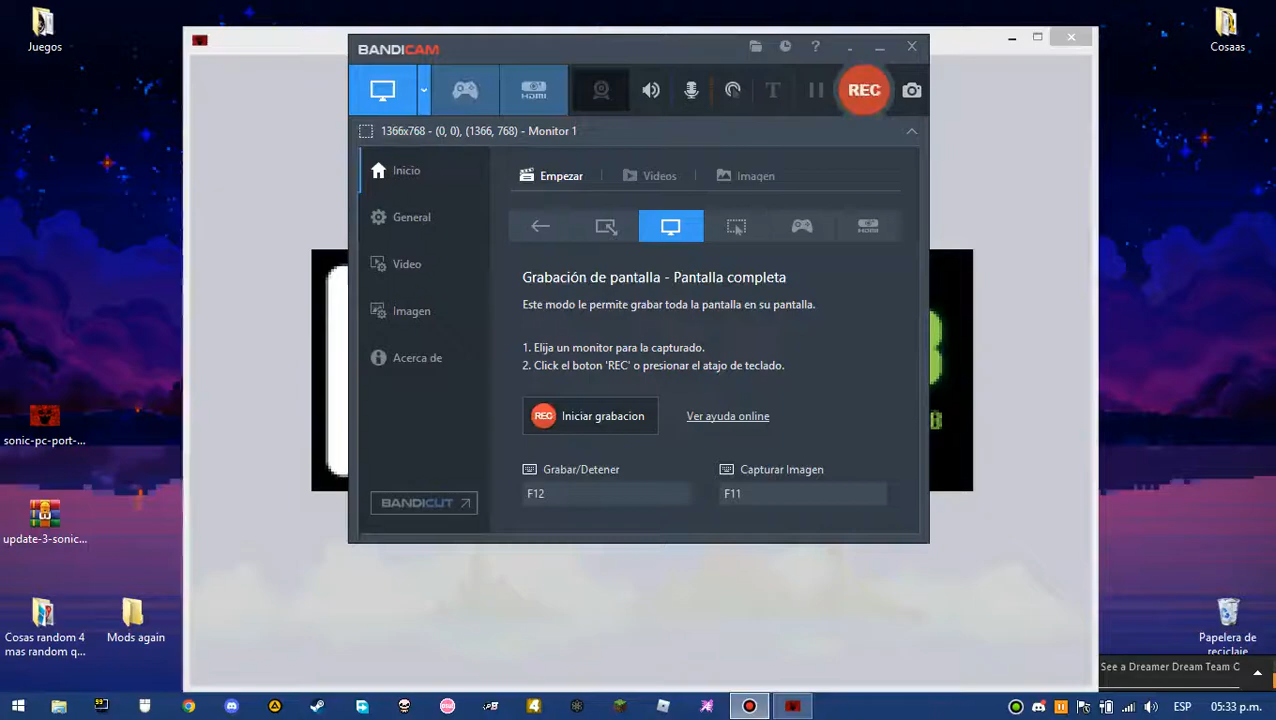 Juegos
Cosaas
BANDICAM
?
HDMI
T
REC
1366x768 - (0, 0), (1366, 768) - Monitor 1
Inicio
General
Video
Imagen
Acerca de
BANDICUT
Empezar
Videos
Imagen
HDMI
Grabación de pantalla - Pantalla completa
Este modo le permite grabar toda la pantalla en su pantalla.
1. Elija un monitor para la capturado.
2. Click el boton 'REC' o presionar el atajo de teclado.
REC Iniciar grabacion
Ver ayuda online
Grabar/Detener
F12
Capturar Imagen
F11
sonic-pc-port-...
update-3-sonic...
Cosas random 4
mas random q...
Mods again
Papelera de
reciclaje
See a Dreamer Dream Team C
99
4
ESP
05:33 p.m.